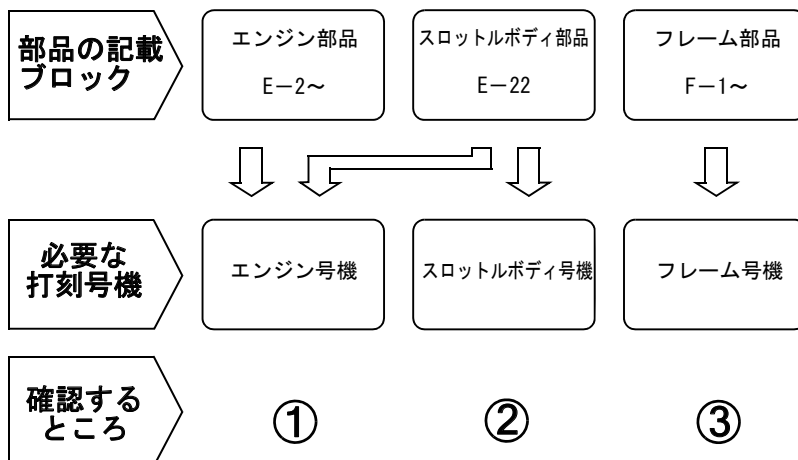 部品の記載
ブロック
エンジン部品
E－2～
スロットルボディ部品
E－22
フレーム部品
F－1～
必要な
打刻号機
エンジン号機
スロットルボディ号機
フレーム号機
確認する
ところ
①
②
③